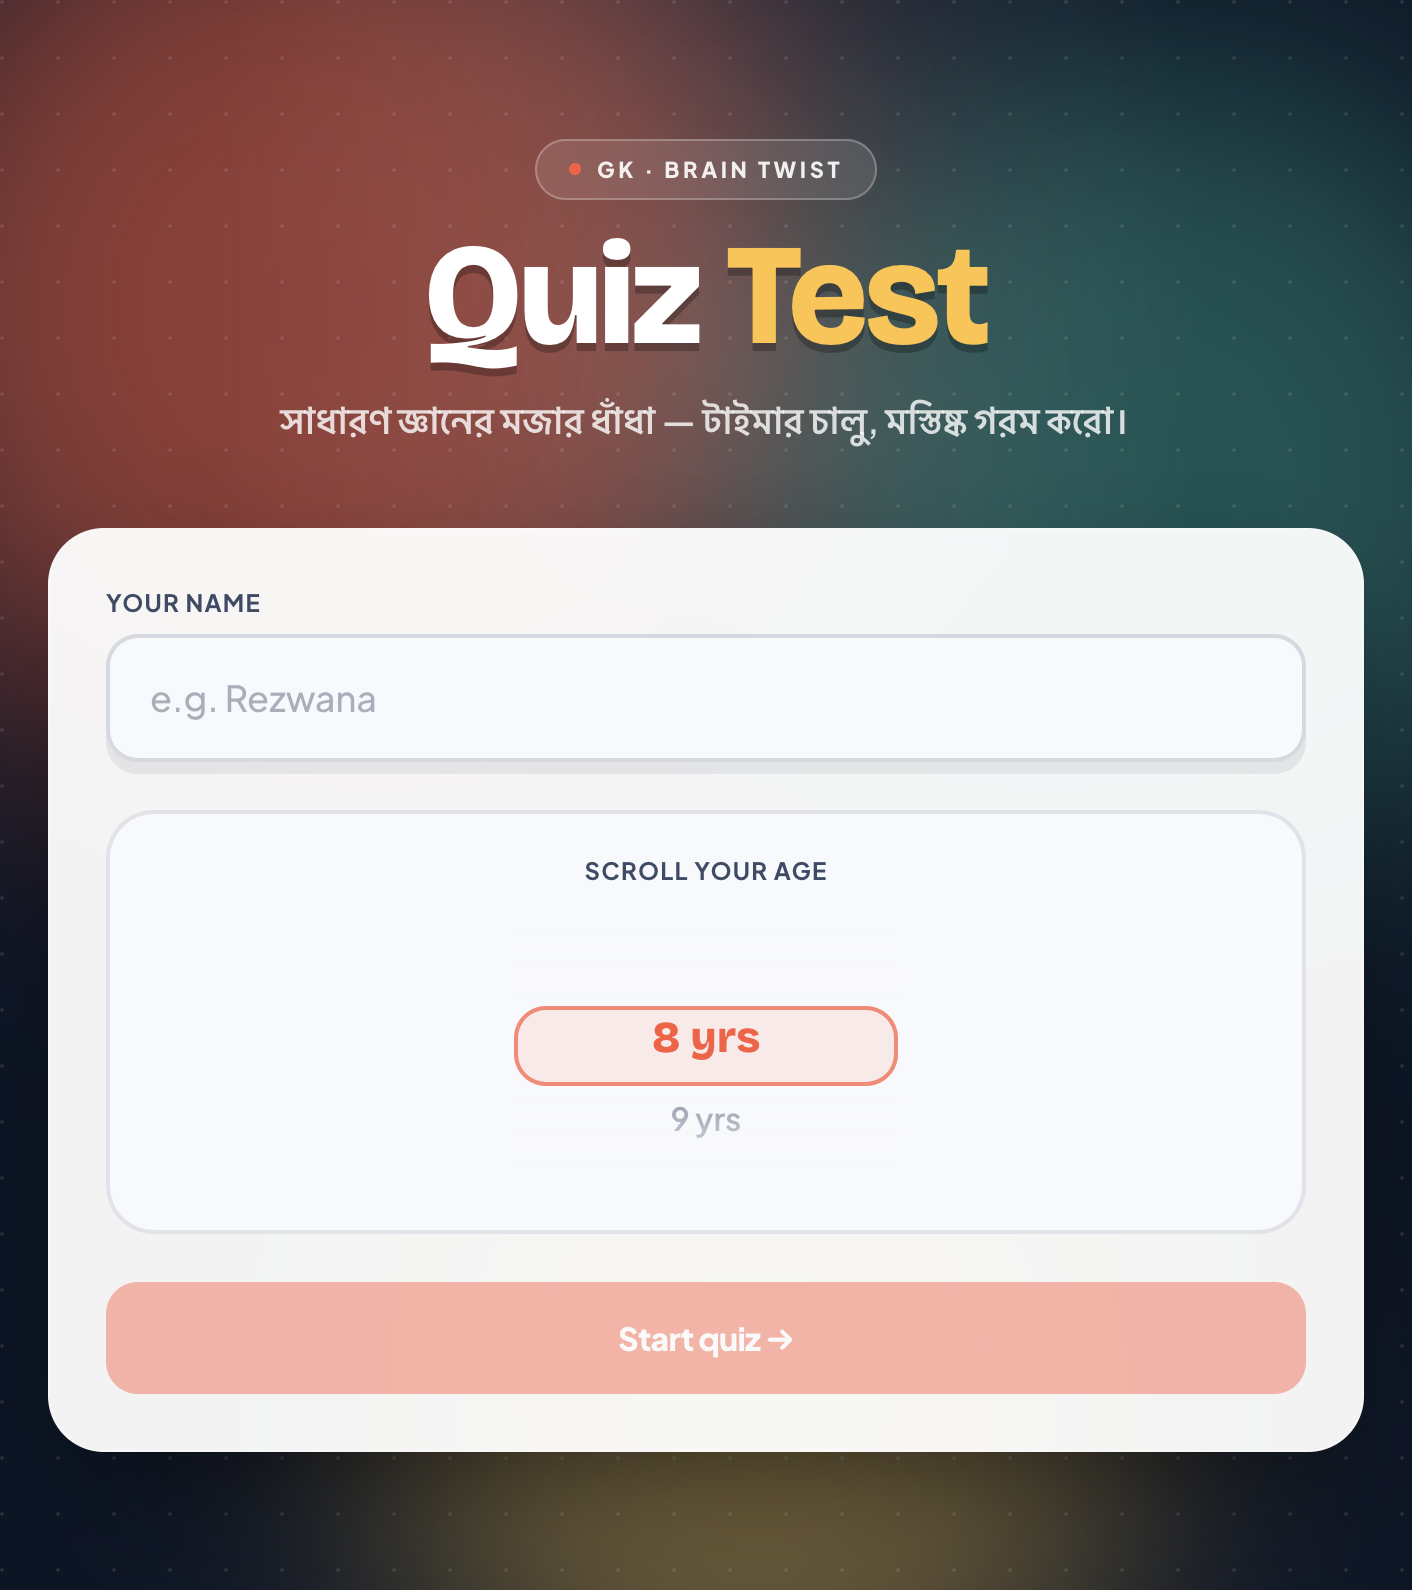 GK · BRAIN TWIST
Quiz Test
সাধারণ জ্ঞানের মজার ধাঁধা — টাইমার চালু, মস্তিষ্ক গরম করো।
YOUR NAME
e.g. Rezwana
SCROLL YOUR AGE
8 yrs
9 yrs
Start quiz →